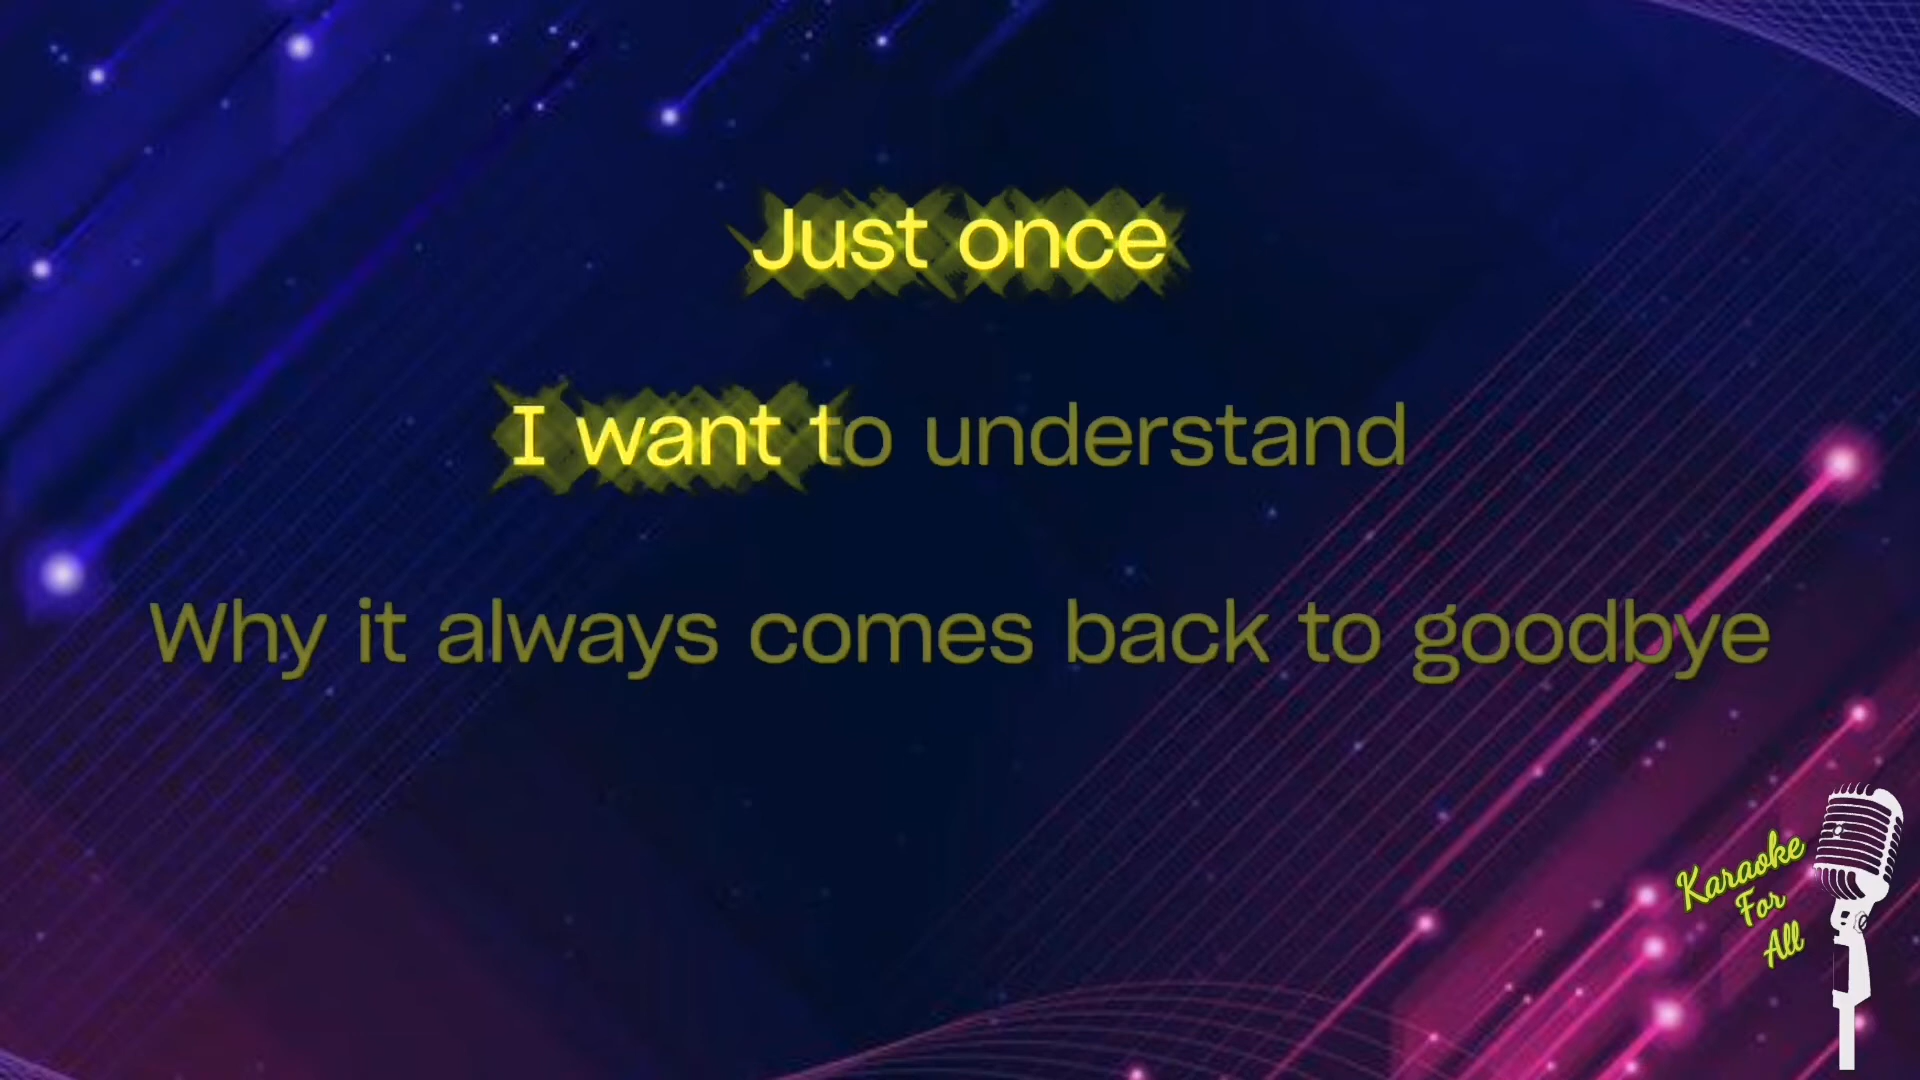 Just once
I want to understand
Why it always comes back to goodbye
Karaoke
For
All